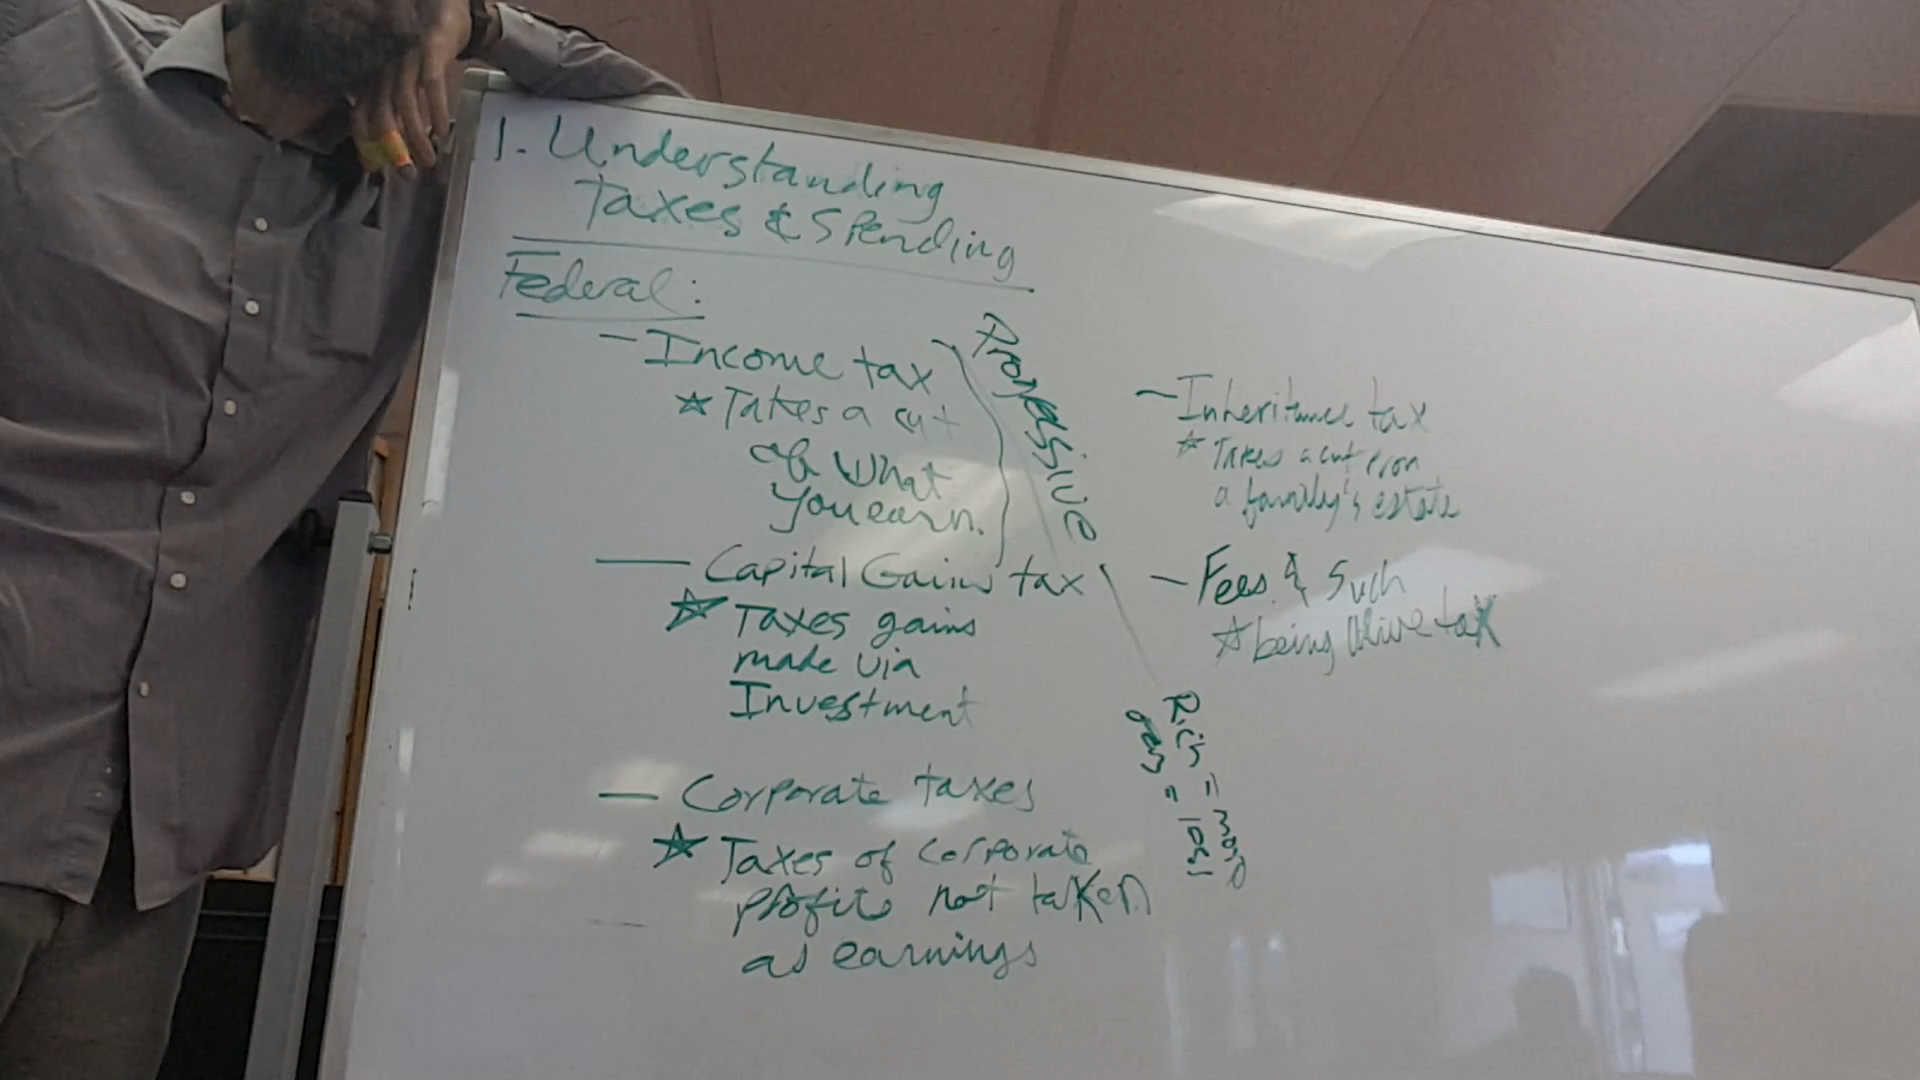 1. Understanding
Taxes & Spending
Federal:
- Income tax
☆ Takes a cut
of what
you earn.
Progressive
- Capital Gains tax
☆ Taxes gains
made via
Investment
Rich = more
= less
- Corporate taxes
☆ Taxes of corporate
profits not taken
as earnings
- Inheritance tax
☆ Takes a cut from
a family's estate
- Fees & Such
☆ being Alive tax